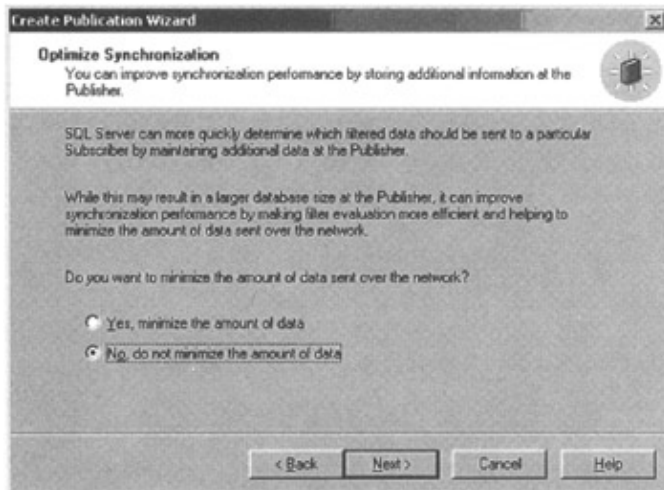 Create Publication Wizard
Optimize Synchronization
You can improve synchronization performance by storing additional information at the
Publisher.
SQL Server can more quickly determine which filtered data should be sent to a particular
Subscriber by maintaining additional data at the Publisher.
While this may result in a larger database size at the Publisher, it can improve
synchronization performance by making filter evaluation more efficient and helping to
minimize the amount of data sent over the network.
Do you want to minimize the amount of data sent over the network?
Yes, minimize the amount of data
No, do not minimize the amount of data
< Back
Next >
Cancel
Help